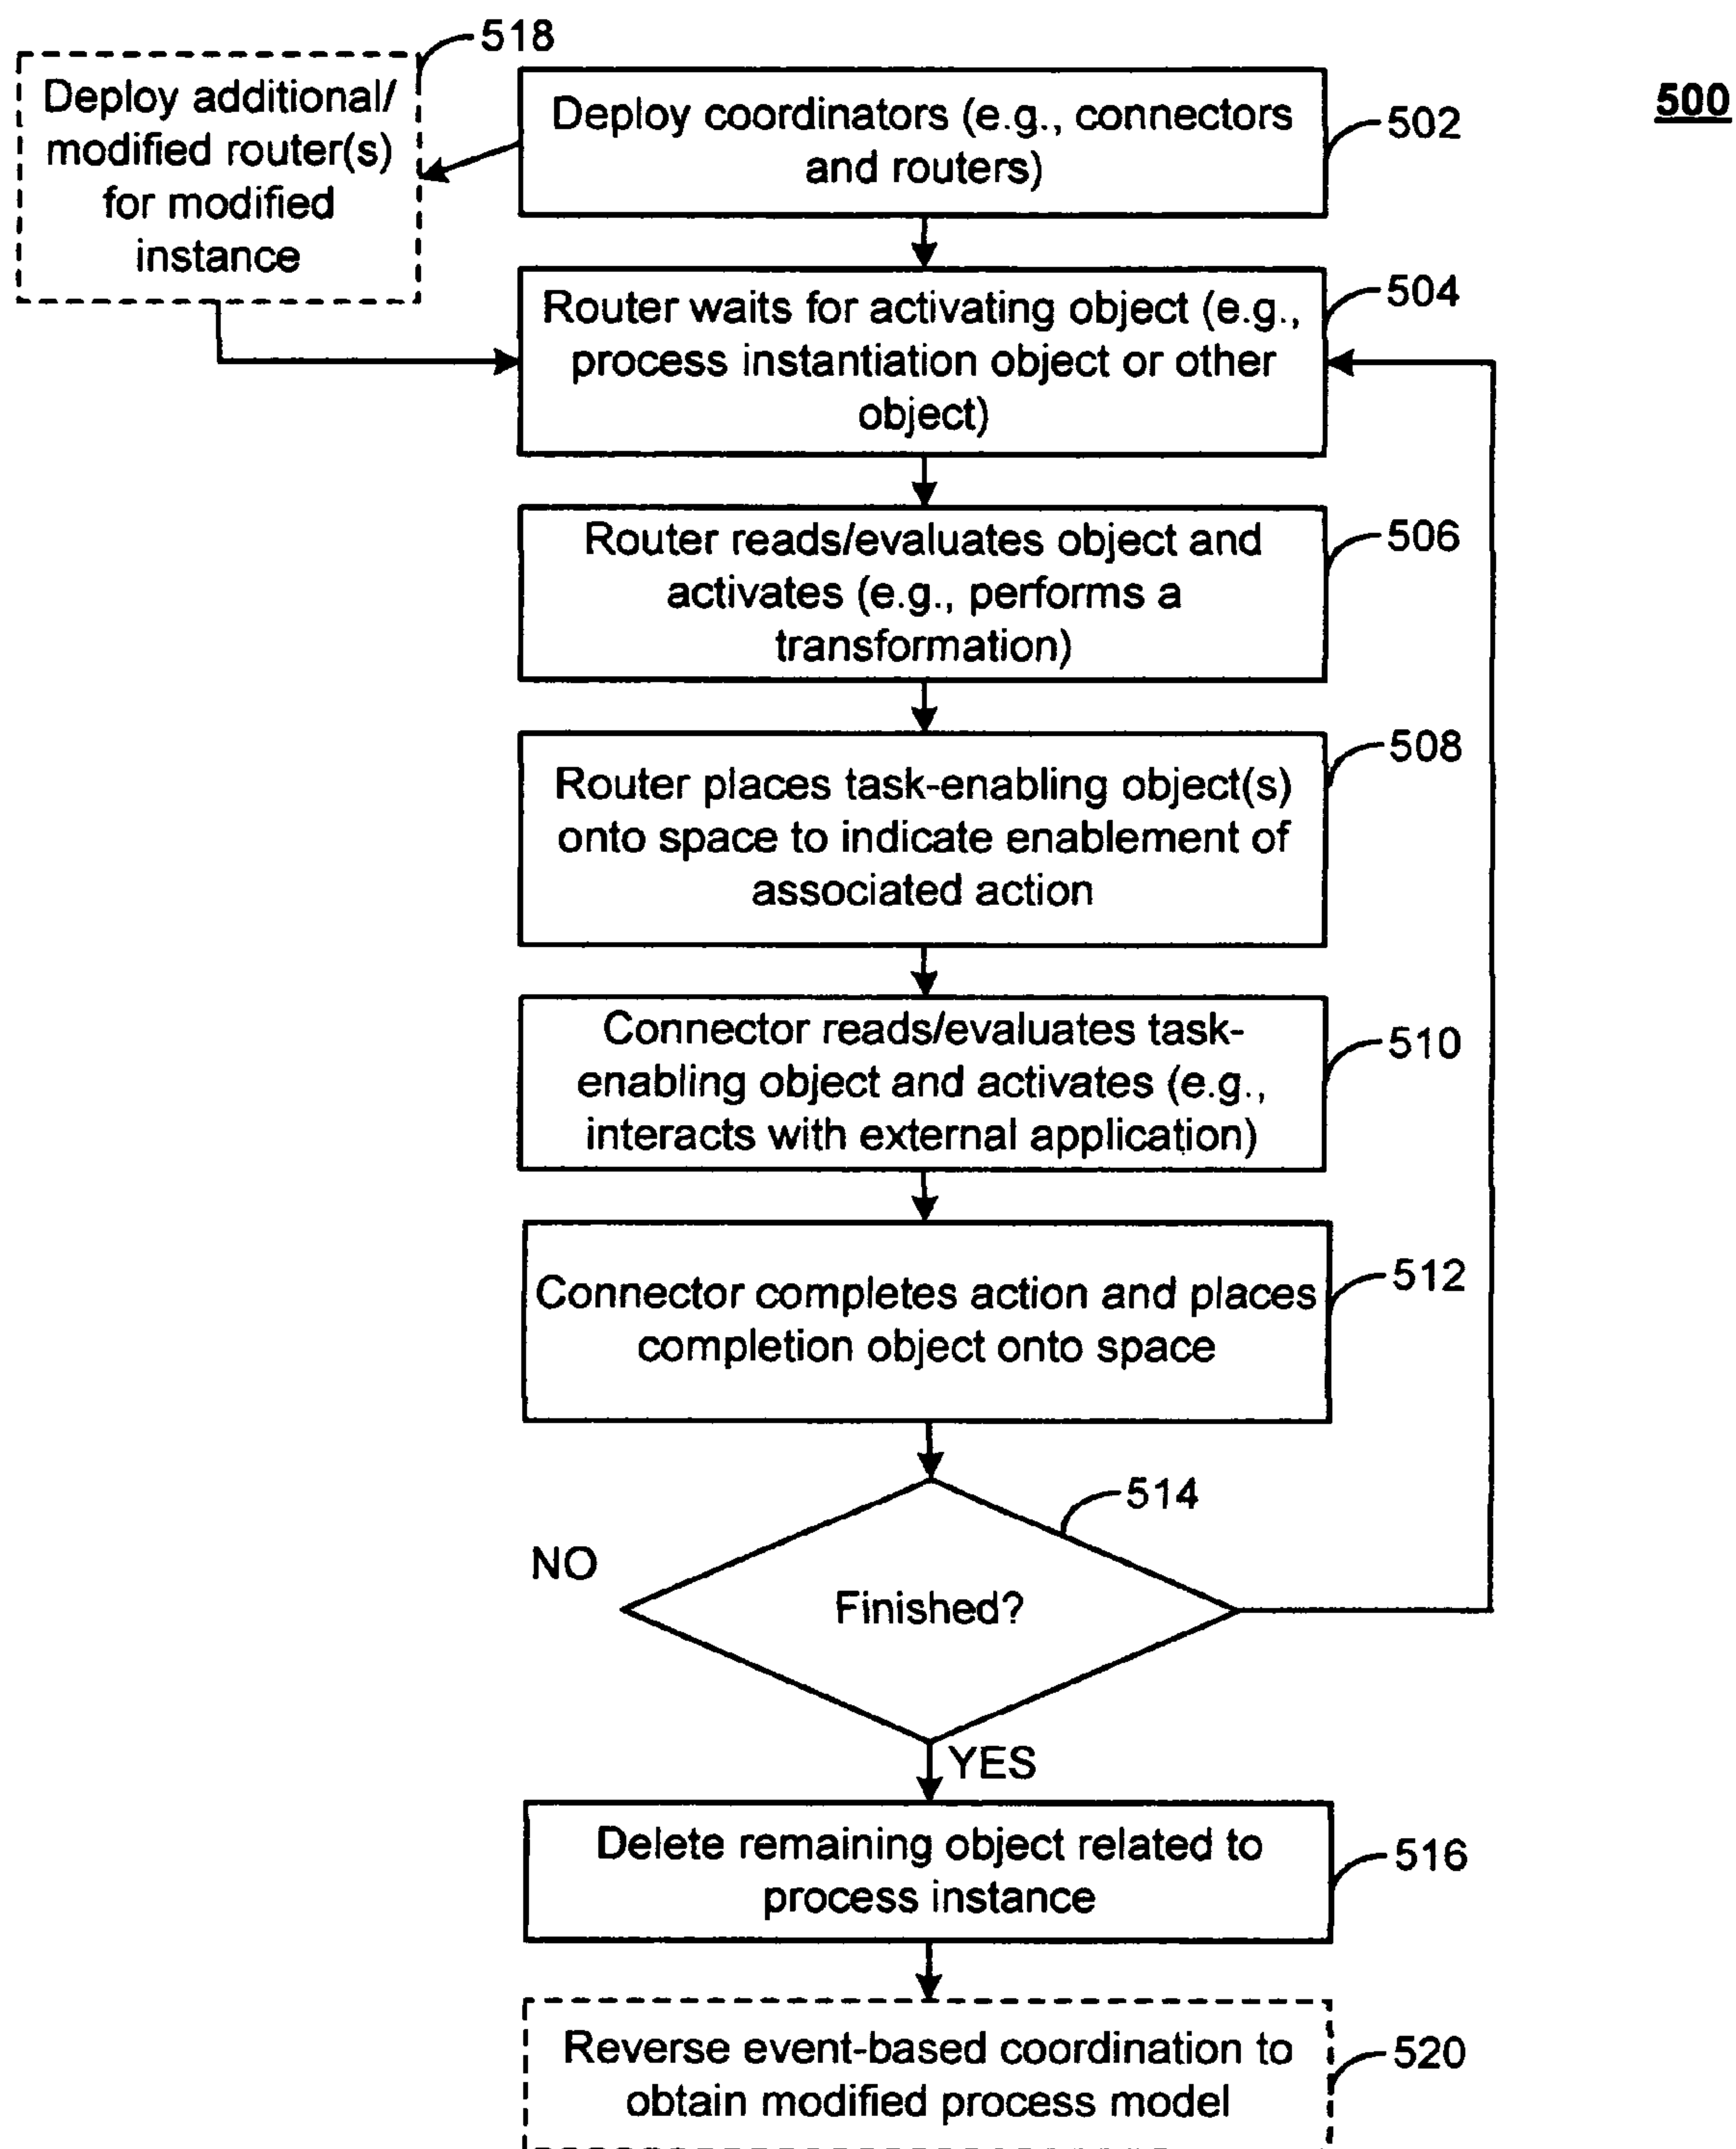 518
Deploy additional/
modified router(s)
for modified
instance
Deploy coordinators (e.g., connectors
and routers)
502
500
Router waits for activating object (e.g.,
process instantiation object or other
object)
504
Router reads/evaluates object and
activates (e.g., performs a
transformation)
506
Router places task-enabling object(s)
onto space to indicate enablement of
associated action
508
Connector reads/evaluates task-
enabling object and activates (e.g.,
interacts with external application)
510
Connector completes action and places
completion object onto space
512
514
NO
Finished?
YES
Delete remaining object related to
process instance
516
Reverse event-based coordination to
obtain modified process model
520